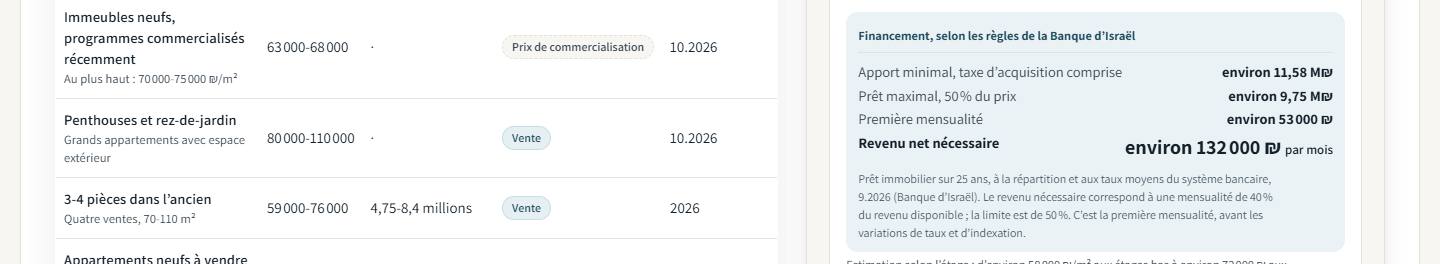 Immeubles neufs,
programmes commercialisés
récemment
Au plus haut : 70 000-75 000 ₪/m²
63 000-68 000
·
Prix de commercialisation
10.2026
Penthouses et rez-de-jardin
Grands appartements avec espace
extérieur
80 000-110 000
·
Vente
10.2026
3-4 pièces dans l’ancien
Quatre ventes, 70-110 m²
59 000-76 000
4,75-8,4 millions
Vente
2026
Appartements neufs à vendre
Financement, selon les règles de la Banque d’Israël
Apport minimal, taxe d’acquisition comprise
environ 11,58 M₪
Prêt maximal, 50 % du prix
environ 9,75 M₪
Première mensualité
environ 53 000 ₪
Revenu net nécessaire
environ 132 000 ₪ par mois
Prêt immobilier sur 25 ans, à la répartition et aux taux moyens du système bancaire,
9.2026 (Banque d’Israël). Le revenu nécessaire correspond à une mensualité de 40 %
du revenu disponible ; la limite est de 50 %. C’est la première mensualité, avant les
variations de taux et d’indexation.